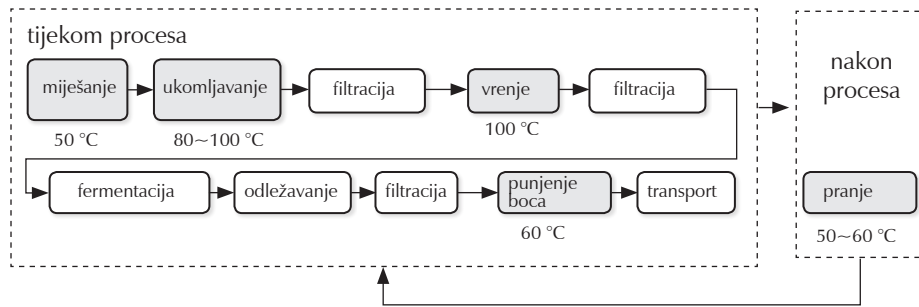 tijekom procesa
miješanje
ukomljavanje
filtracija
vrenje
filtracija
50 °C
80~100 °C
100 °C
fermentacija
odležavanje
filtracija
punjenje
boca
transport
60 °C
nakon
procesa
pranje
50~60 °C